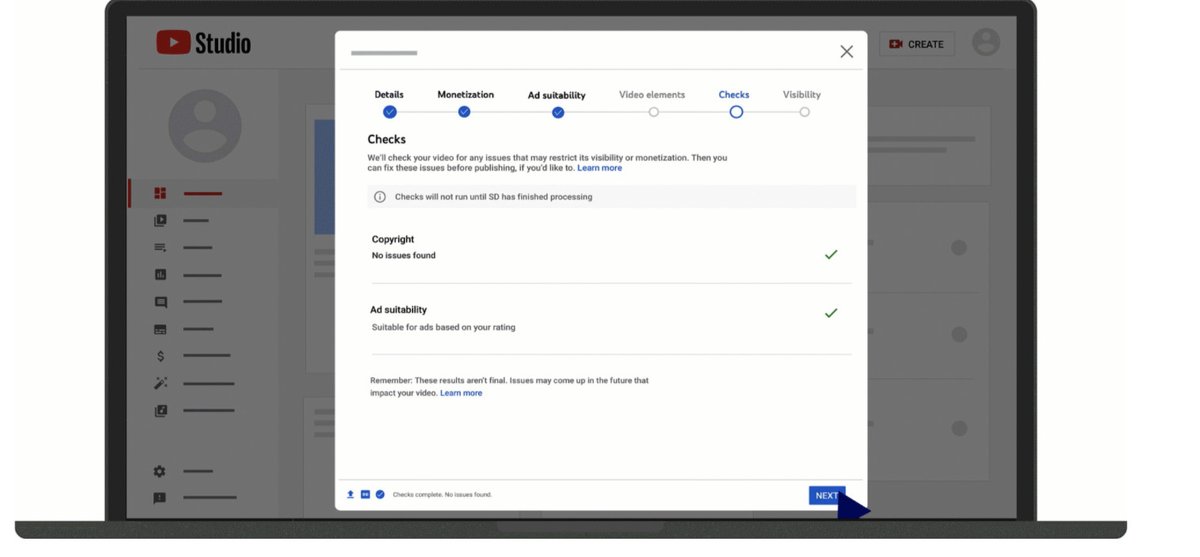 Studio
CREATE
Details Monetization Ad suitability Video elements Checks Visibility
Checks
We'll check your video for any issues that may restrict its visibility or monetization. Then you
can fix these issues before publishing, if you'd like to. Learn more
Checks will not run until SD has finished processing
Copyright
No issues found
Ad suitability
Suitable for ads based on your rating
Remember: These results aren't final. Issues may come up in the future that
impact your video. Learn more
Checks complete. No issues found.
NEXT